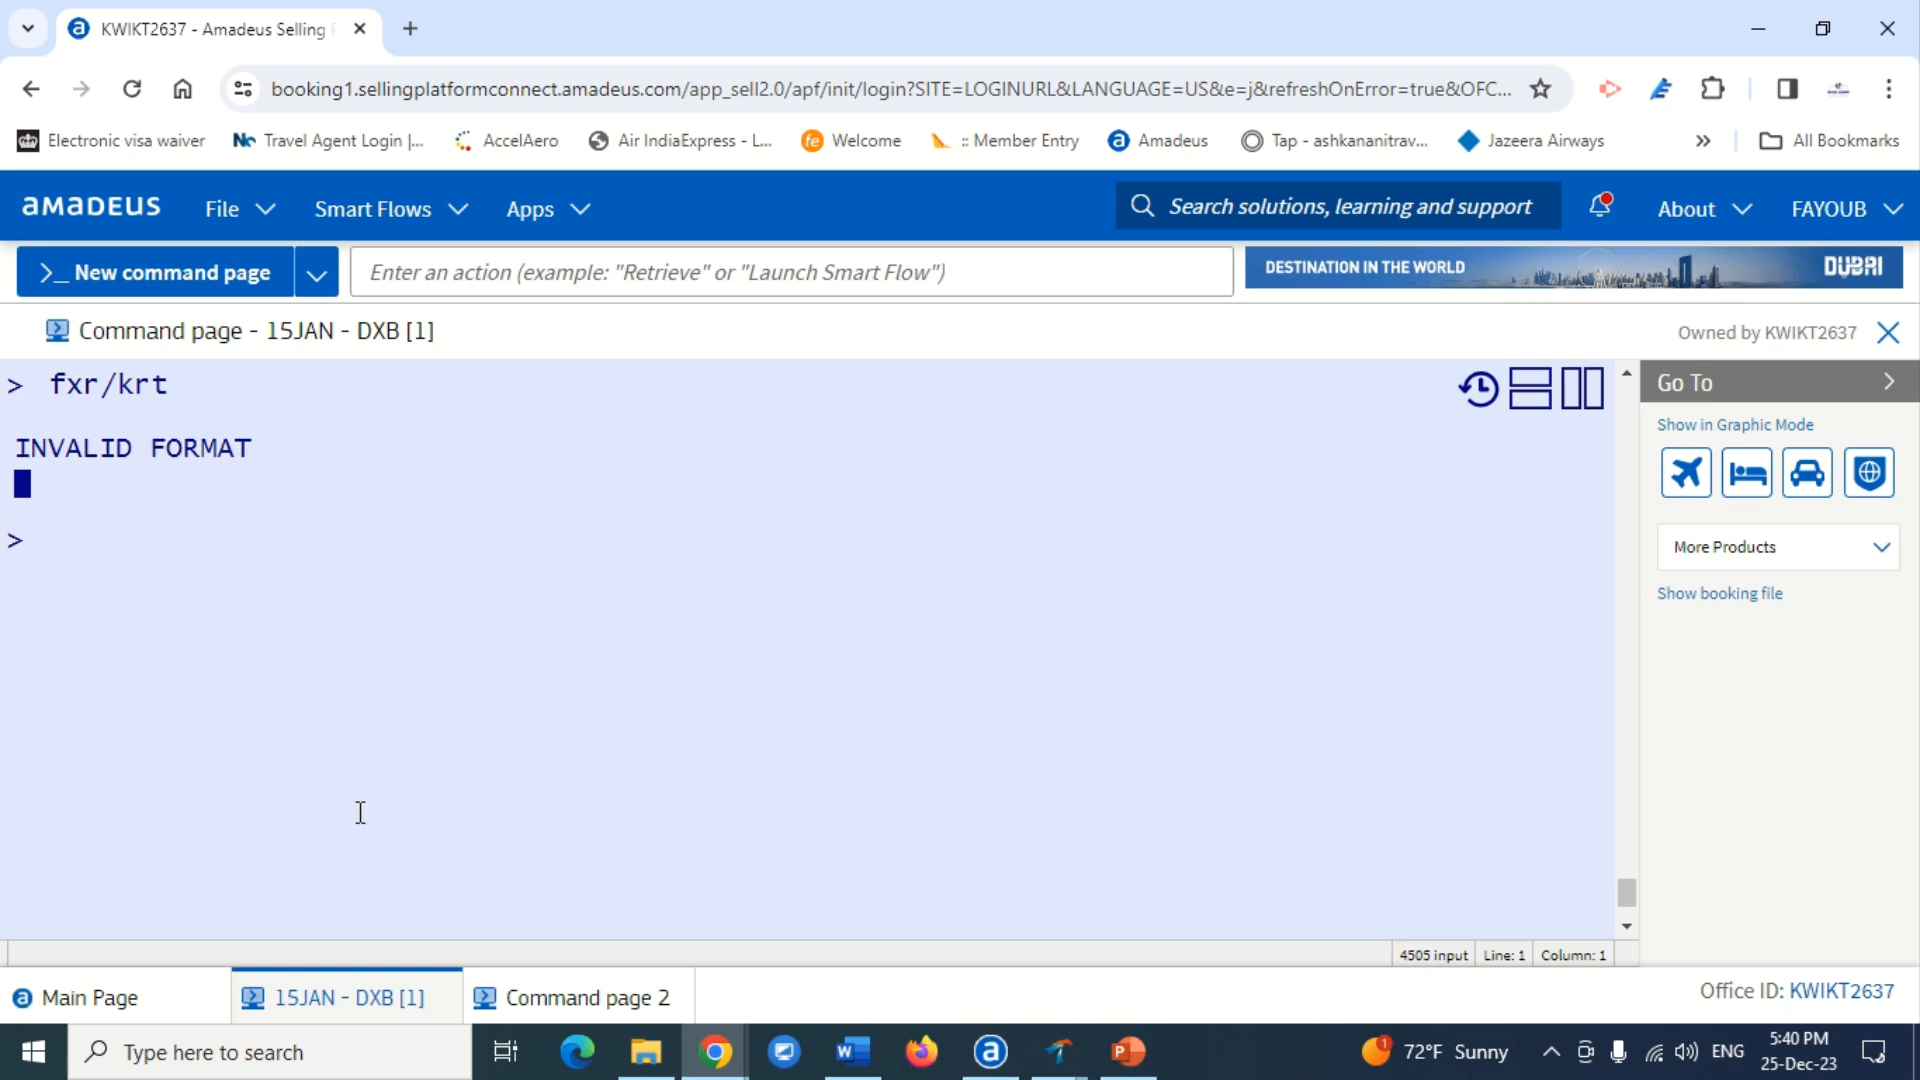 KWIKT2637 - Amadeus Selling
booking1.sellingplatformconnect.amadeus.com/app_sell2.0/apf/init/login?SITE=LOGINURL&LANGUAGE=US&e=j&refreshOnError=true&OFC...
Electronic visa waiver Travel Agent Login |... AccelAero Air IndiaExpress - L... Welcome :: Member Entry Amadeus Tap - ashkananitrav... Jazeera Airways All Bookmarks
amadeus File Smart Flows Apps Search solutions, learning and support About FAYOUB
>_ New command page Enter an action (example: "Retrieve" or "Launch Smart Flow") DESTINATION IN THE WORLD DUBAI
Command page - 15JAN - DXB [1] Owned by KWIKT2637
> fxr/krt
INVALID FORMAT
>
Go To
Show in Graphic Mode
More Products
Show booking file
4505 input Line: 1 Column: 1
Main Page 15JAN - DXB [1] Command page 2 Office ID: KWIKT2637
Type here to search 72°F Sunny ENG 5:40 PM
25-Dec-23